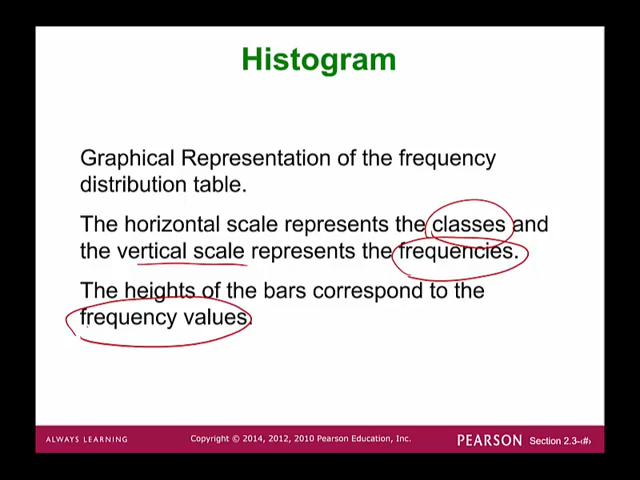 Histogram
Graphical Representation of the frequency
distribution table.
The horizontal scale represents the classes and
the vertical scale represents the frequencies.
The heights of the bars correspond to the
frequency values.
ALWAYS LEARNING
Copyright © 2014, 2012, 2010 Pearson Education, Inc.
PEARSON
Section 2.3-‹#›